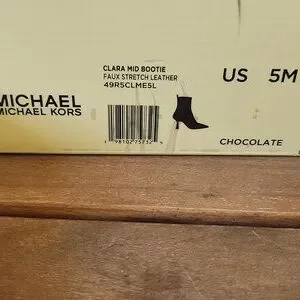 CLARA MID BOOTIE
FAUX STRETCH LEATHER
49R5CLME5L
US 5M
MICHAEL
MICHAEL KORS
CHOCOLATE